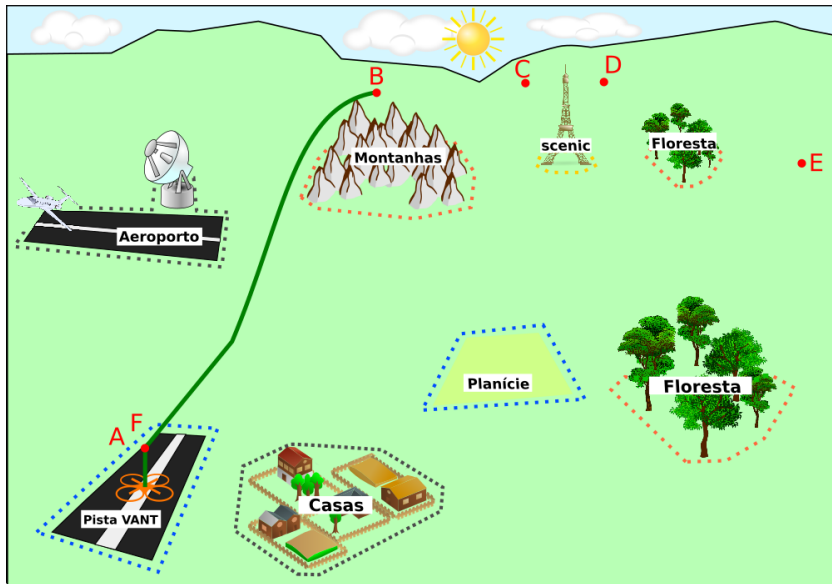 B
C
D
scenic
Floresta
Montanhas
E
Aeroporto
Planície
Floresta
A
F
Casas
Pista VANT